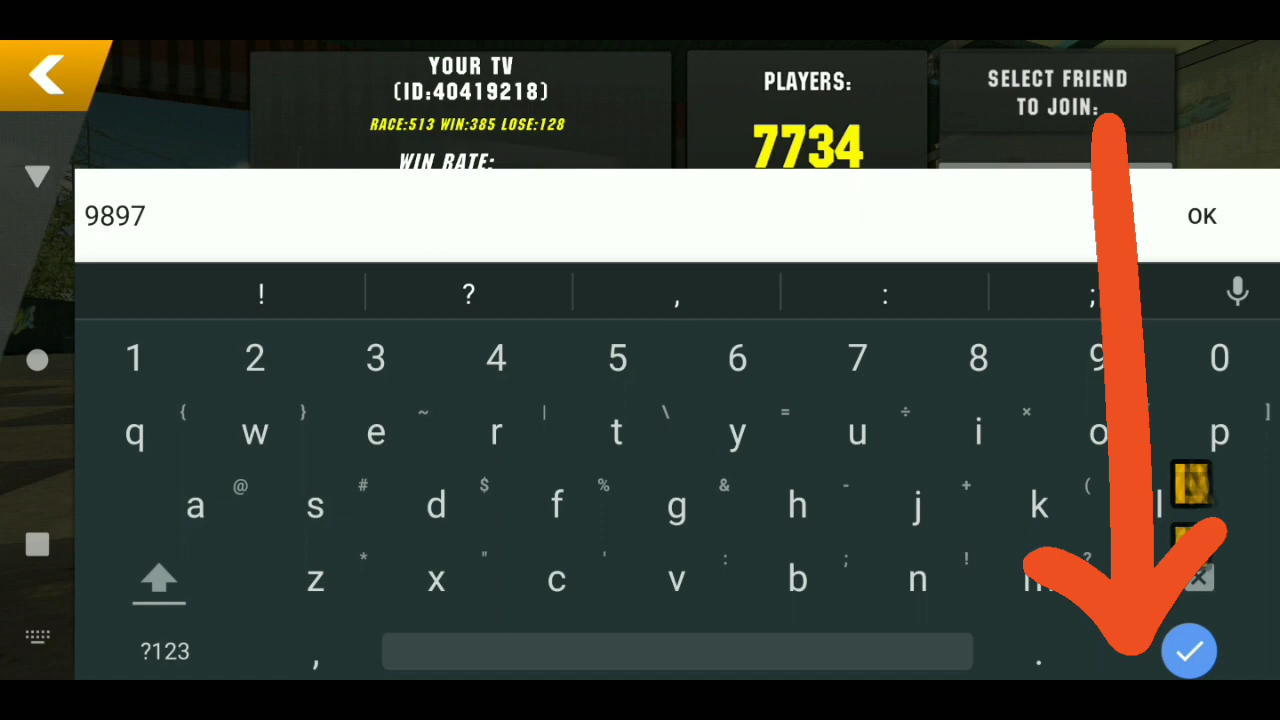 YOUR TV
(ID:40419218)
RACE:513 WIN:385 LOSE:128
WIN RATE:
PLAYERS:
7734
SELECT FRIEND
TO JOIN:
9897
OK
! ? , : ;
1 2 3 4 5 6 7 8 9 0
{ } ~ | \ = ÷ × ]
q w e r t y u i o p
@ # $ % & - + (
a s d f g h j k l
* " ' : ; ! ?
z x c v b n m
?123 , .